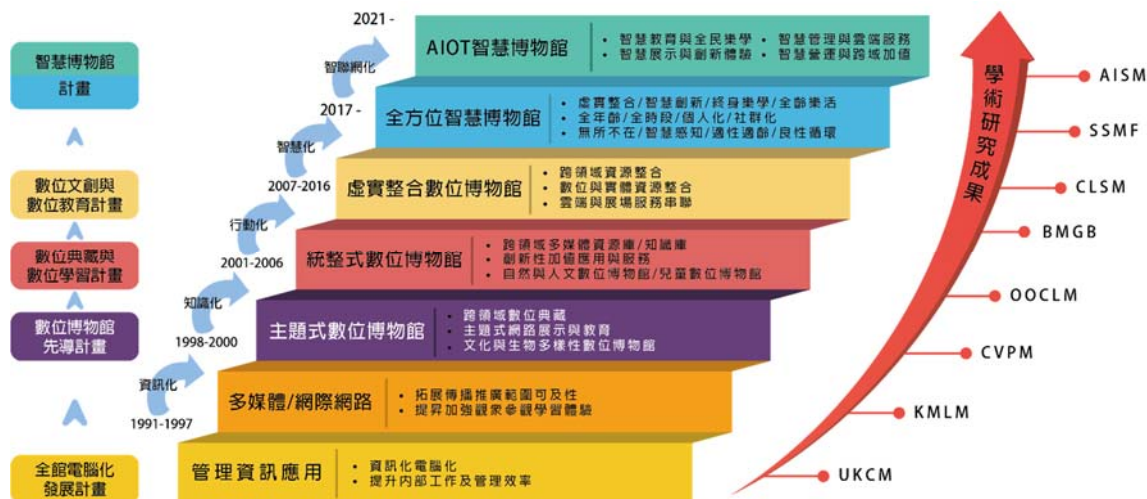 智慧博物館
計畫
數位文創與
數位教育計畫
數位典藏與
數位學習計畫
數位博物館
先導計畫
全館電腦化
發展計畫
2021 -
智聯網化
2017 -
智慧化
2007-2016
行動化
2001-2006
知識化
1998-2000
資訊化
1991-1997
AIOT智慧博物館
• 智慧教育與全民樂學 • 智慧管理與雲端服務
• 智慧展示與創新體驗 • 智慧營運與跨域加值
全方位智慧博物館
• 虛實整合/智慧創新/終身樂學/全齡樂活
• 全年齡/全時段/個人化/社群化
• 無所不在/智慧感知/適性適齡/良性循環
虛實整合數位博物館
• 跨領域資源整合
• 數位與實體資源整合
• 雲端與展場服務串聯
統整式數位博物館
• 跨領域多媒體資源庫/知識庫
• 創新性加值應用與服務
• 自然與人文數位博物館/兒童數位博物館
主題式數位博物館
• 跨領域數位典藏
• 主題式網路展示與教育
• 文化與生物多樣性數位博物館
多媒體/網際網路
• 拓展傳播推廣範圍可及性
• 提昇加強觀眾參觀學習體驗
管理資訊應用
• 資訊化電腦化
• 提升內部工作及管理效率
學術研究成果
AISM
SSMF
CLSM
BMGB
OOCLM
CVPM
KMLM
UKCM